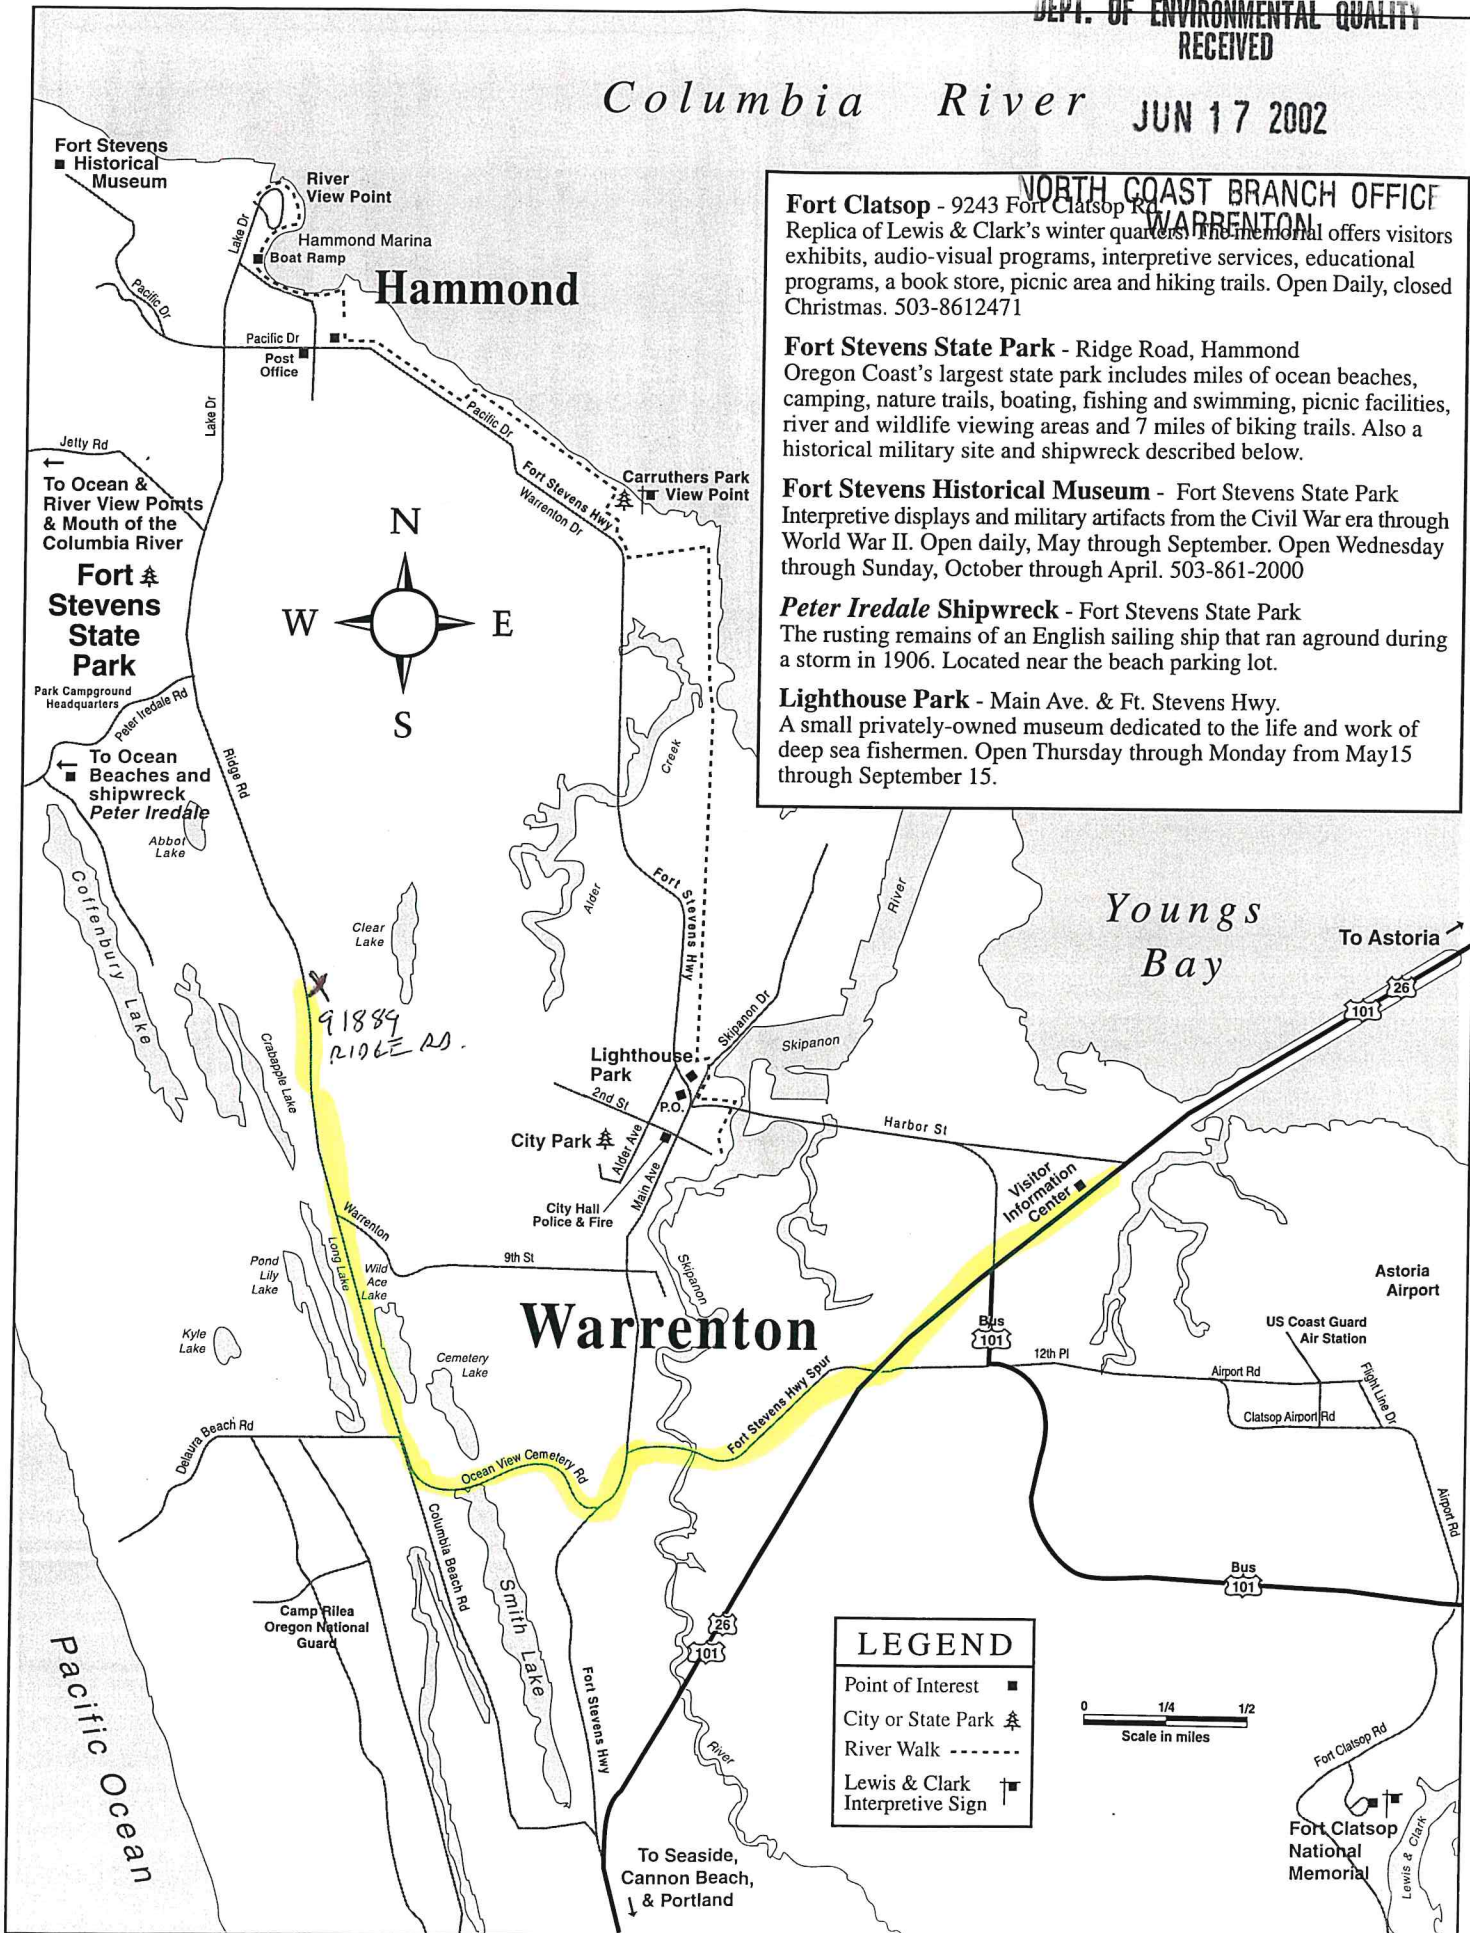 DEPT. OF ENVIRONMENTAL QUALITY
RECEIVED
JUN 17 2002
NORTH COAST BRANCH OFFICE
WARRENTON
Columbia River
Fort Stevens
Historical
Museum
River
View Point
Lake Dr
Hammond Marina
Boat Ramp
Hammond
Pacific Dr
Pacific Dr
Post
Office
Lake Dr
Pacific Dr
Jetty Rd
To Ocean &
River View Points
& Mouth of the
Columbia River
Fort Stevens Hwy
Warrenton Dr
Carruthers Park
View Point
Fort
Stevens
State
Park
Park Campground
Headquarters
Peter Iredale Rd
N
W E
S
To Ocean
Beaches and
shipwreck
Peter Iredale
Ridge Rd
Abbot
Lake
Creek
Alder
Coffenbury Lake
Clear
Lake
Fort Stevens Hwy
River
Fort Clatsop - 9243 Fort Clatsop Rd.
Replica of Lewis & Clark's winter quarters. The memorial offers visitors
exhibits, audio-visual programs, interpretive services, educational
programs, a book store, picnic area and hiking trails. Open Daily, closed
Christmas. 503-8612471
Fort Stevens State Park - Ridge Road, Hammond
Oregon Coast's largest state park includes miles of ocean beaches,
camping, nature trails, boating, fishing and swimming, picnic facilities,
river and wildlife viewing areas and 7 miles of biking trails. Also a
historical military site and shipwreck described below.
Fort Stevens Historical Museum - Fort Stevens State Park
Interpretive displays and military artifacts from the Civil War era through
World War II. Open daily, May through September. Open Wednesday
through Sunday, October through April. 503-861-2000
Peter Iredale Shipwreck - Fort Stevens State Park
The rusting remains of an English sailing ship that ran aground during
a storm in 1906. Located near the beach parking lot.
Lighthouse Park - Main Ave. & Ft. Stevens Hwy.
A small privately-owned museum dedicated to the life and work of
deep sea fishermen. Open Thursday through Monday from May15
through September 15.
Youngs
Bay
To Astoria
26
101
X
91889
RIDGE RD.
Crabapple Lake
Skipanon Dr
Skipanon
Lighthouse
Park
P.O.
2nd St
City Park
Alder Ave
Main Ave
City Hall
Police & Fire
Harbor St
Visitor
Information
Center
Warrenton
9th St
Long Lake
Wild
Ace
Lake
Pond
Lily
Lake
Kyle
Lake
Cemetery
Lake
Skipanon
Warrenton
Bus
101
12th Pl
Astoria
Airport
US Coast Guard
Air Station
Airport Rd
Flight Line Dr
Clatsop Airport Rd
Airport Rd
Fort Stevens Hwy Spur
Delaura Beach Rd
Ocean View Cemetery Rd
Columbia Beach Rd
Smith Lake
Camp Rilea
Oregon National
Guard
Fort Stevens Hwy
26
101
Bus
101
Pacific Ocean
River
To Seaside,
Cannon Beach,
& Portland
LEGEND
Point of Interest
City or State Park
River Walk
Lewis & Clark
Interpretive Sign
0 1/4 1/2
Scale in miles
Fort Clatsop Rd
Fort Clatsop
National
Memorial
Lewis & Clark